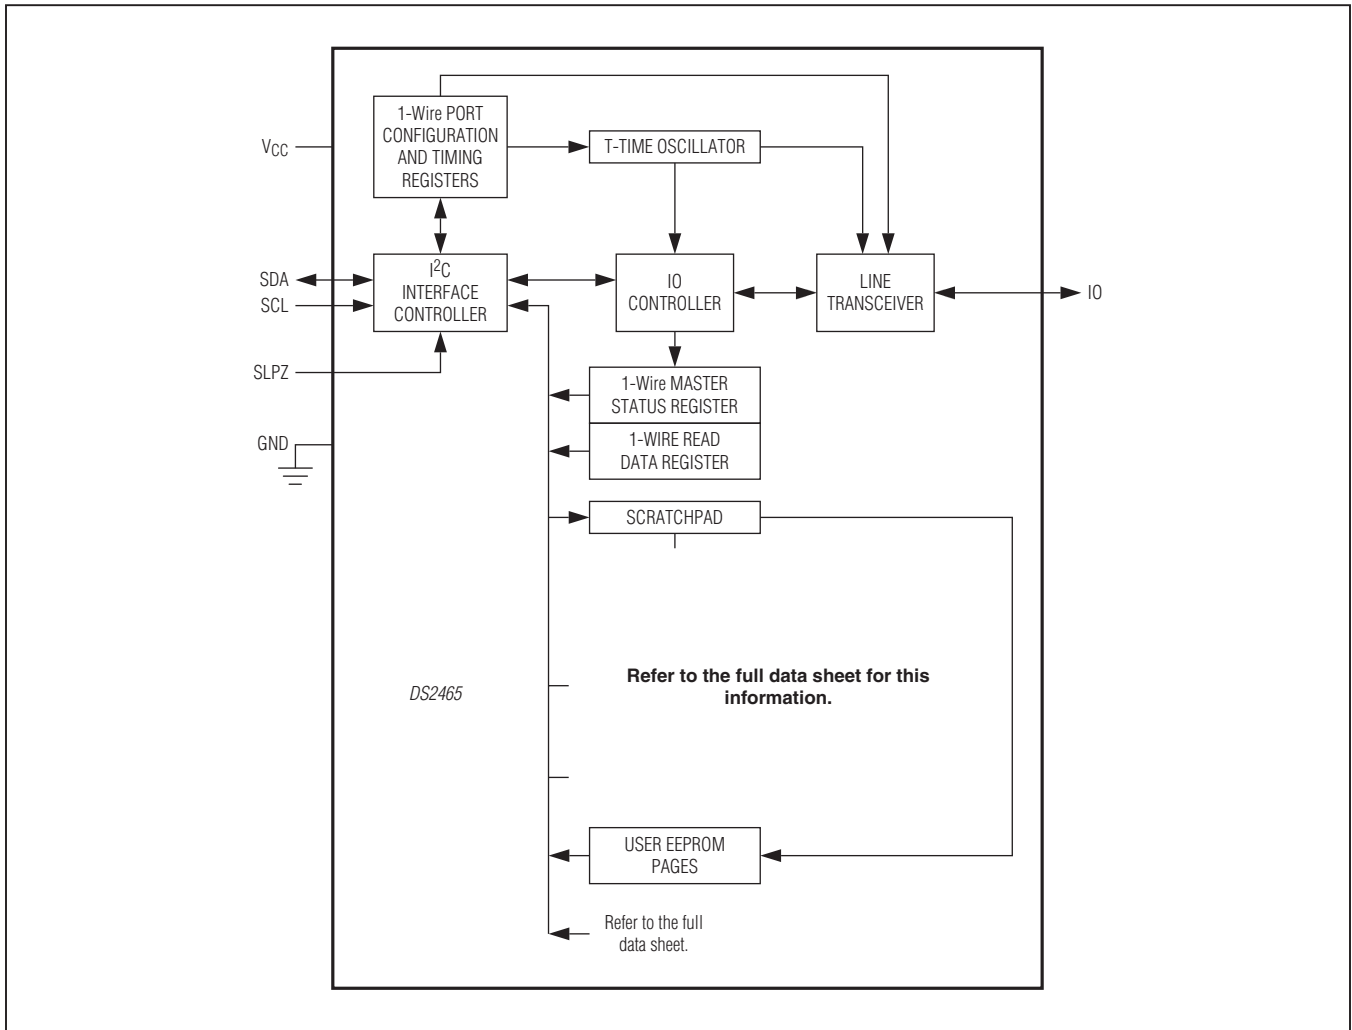 1-Wire PORT
CONFIGURATION
AND TIMING
REGISTERS
VCC
T-TIME OSCILLATOR
SDA
SCL
I2C
INTERFACE
CONTROLLER
IO
CONTROLLER
LINE
TRANSCEIVER
IO
SLPZ
1-Wire MASTER
STATUS REGISTER
GND
1-WIRE READ
DATA REGISTER
SCRATCHPAD
DS2465
Refer to the full data sheet for this
information.
USER EEPROM
PAGES
Refer to the full
data sheet.